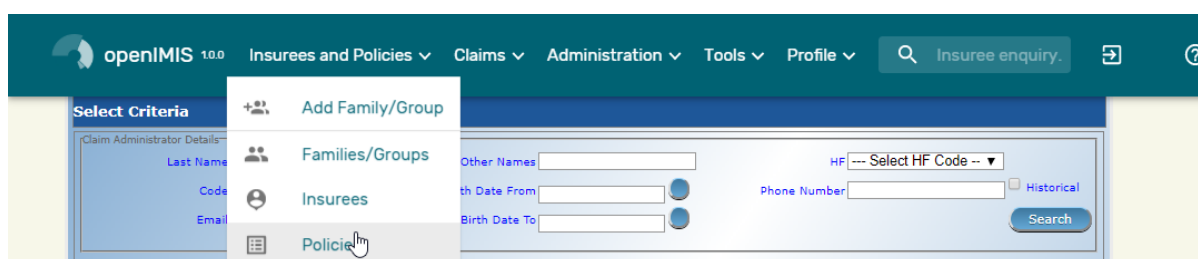 openIMIS 1.0.0 Insurees and Policies Claims Administration Tools Profile Insuree enquiry.
Select Criteria
Add Family/Group
Claim Administrator Details
Families/Groups
Last Name Other Names HF --- Select HF Code --
Code th Date From Phone Number Historical
Insurees
Email Birth Date To Search
Policie